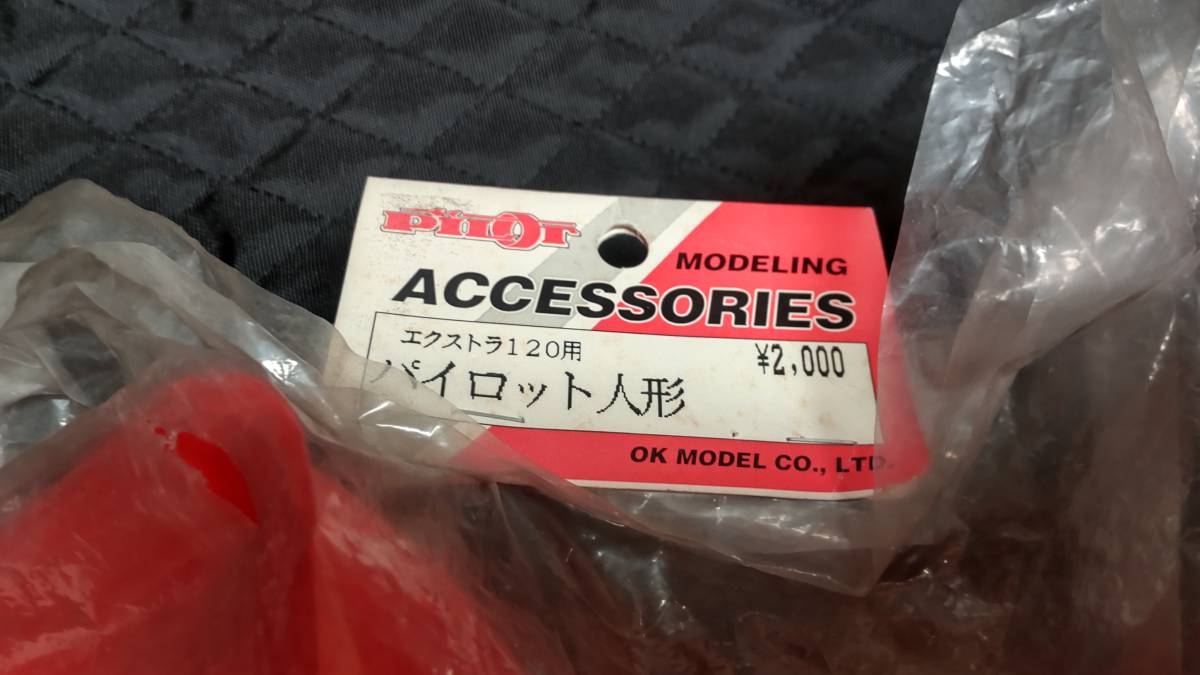 PILOT
MODELING
ACCESSORIES
エクストラ120用
¥2,000
パイロット人形
OK MODEL CO., LTD.